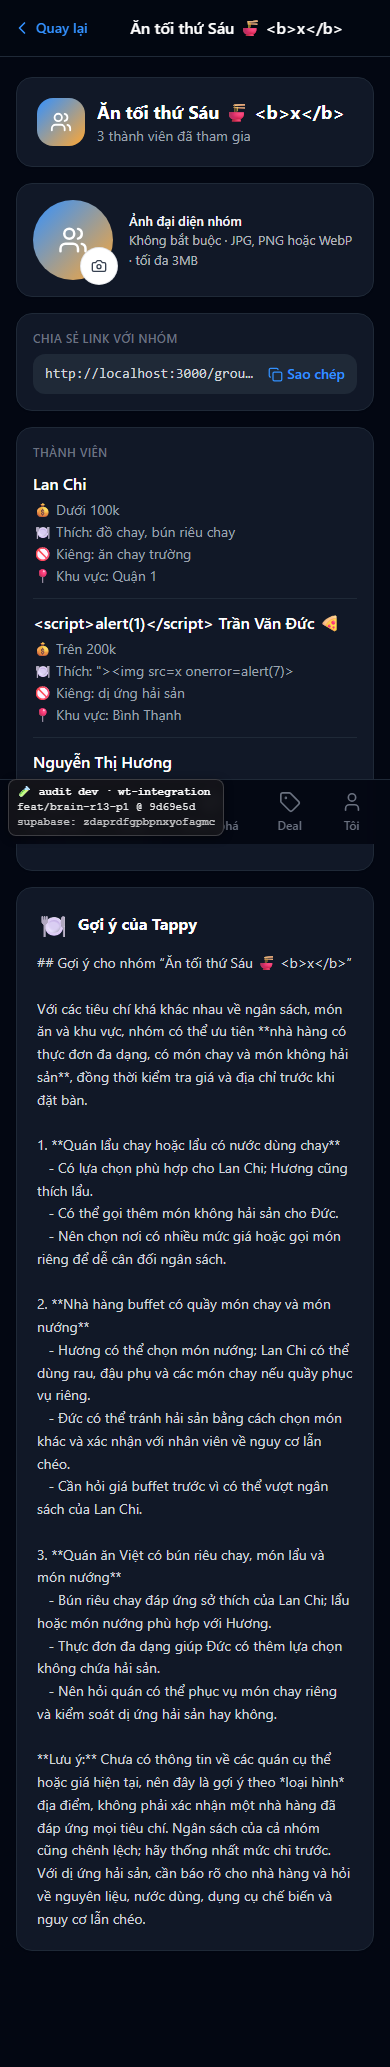 Quay lại
Ăn tối thứ Sáu 🍜 <b>x</b>
Ăn tối thứ Sáu 🍜 <b>x</b>
3 thành viên đã tham gia
Ảnh đại diện nhóm
Không bắt buộc · JPG, PNG hoặc WebP
· tối đa 3MB
CHIA SẺ LINK VỚI NHÓM
http://localhost:3000/grou…
Sao chép
THÀNH VIÊN
Lan Chi
💰 Dưới 100k
🍽️ Thích: đồ chay, bún riêu chay
🚫 Kiêng: ăn chay trường
📍 Khu vực: Quận 1
<script>alert(1)</script> Trần Văn Đức 🍕
💰 Trên 200k
🍽️ Thích: "><img src=x onerror=alert(7)>
🚫 Kiêng: dị ứng hải sản
📍 Khu vực: Bình Thạnh
Nguyễn Thị Hương
🧪 audit dev · wt-integration
feat/brain-r13-p1 @ 9d69e5d
supabase: zdaprdfgpbpnxyofagmc
há
Deal
Tôi
🍽️ Gợi ý của Tappy
## Gợi ý cho nhóm “Ăn tối thứ Sáu 🍜 <b>x</b>”
Với các tiêu chí khá khác nhau về ngân sách, món
ăn và khu vực, nhóm có thể ưu tiên **nhà hàng có
thực đơn đa dạng, có món chay và món không hải
sản**, đồng thời kiểm tra giá và địa chỉ trước khi
đặt bàn.
1. **Quán lẩu chay hoặc lẩu có nước dùng chay**
- Có lựa chọn phù hợp cho Lan Chi; Hương cũng
thích lẩu.
- Có thể gọi thêm món không hải sản cho Đức.
- Nên chọn nơi có nhiều mức giá hoặc gọi món
riêng để dễ cân đối ngân sách.
2. **Nhà hàng buffet có quầy món chay và món
nướng**
- Hương có thể chọn món nướng; Lan Chi có thể
dùng rau, đậu phụ và các món chay nếu quầy phục
vụ riêng.
- Đức có thể tránh hải sản bằng cách chọn món
khác và xác nhận với nhân viên về nguy cơ lẫn
chéo.
- Cần hỏi giá buffet trước vì có thể vượt ngân
sách của Lan Chi.
3. **Quán ăn Việt có bún riêu chay, món lẩu và
món nướng**
- Bún riêu chay đáp ứng sở thích của Lan Chi; lẩu
hoặc món nướng phù hợp với Hương.
- Thực đơn đa dạng giúp Đức có thêm lựa chọn
không chứa hải sản.
- Nên hỏi quán có thể phục vụ món chay riêng
và kiểm soát dị ứng hải sản hay không.
**Lưu ý:** Chưa có thông tin về các quán cụ thể
hoặc giá hiện tại, nên đây là gợi ý theo *loại hình*
địa điểm, không phải xác nhận một nhà hàng đã
đáp ứng mọi tiêu chí. Ngân sách của cả nhóm
cũng chênh lệch; hãy thống nhất mức chi trước.
Với dị ứng hải sản, cần báo rõ cho nhà hàng và hỏi
về nguyên liệu, nước dùng, dụng cụ chế biến và
nguy cơ lẫn chéo.